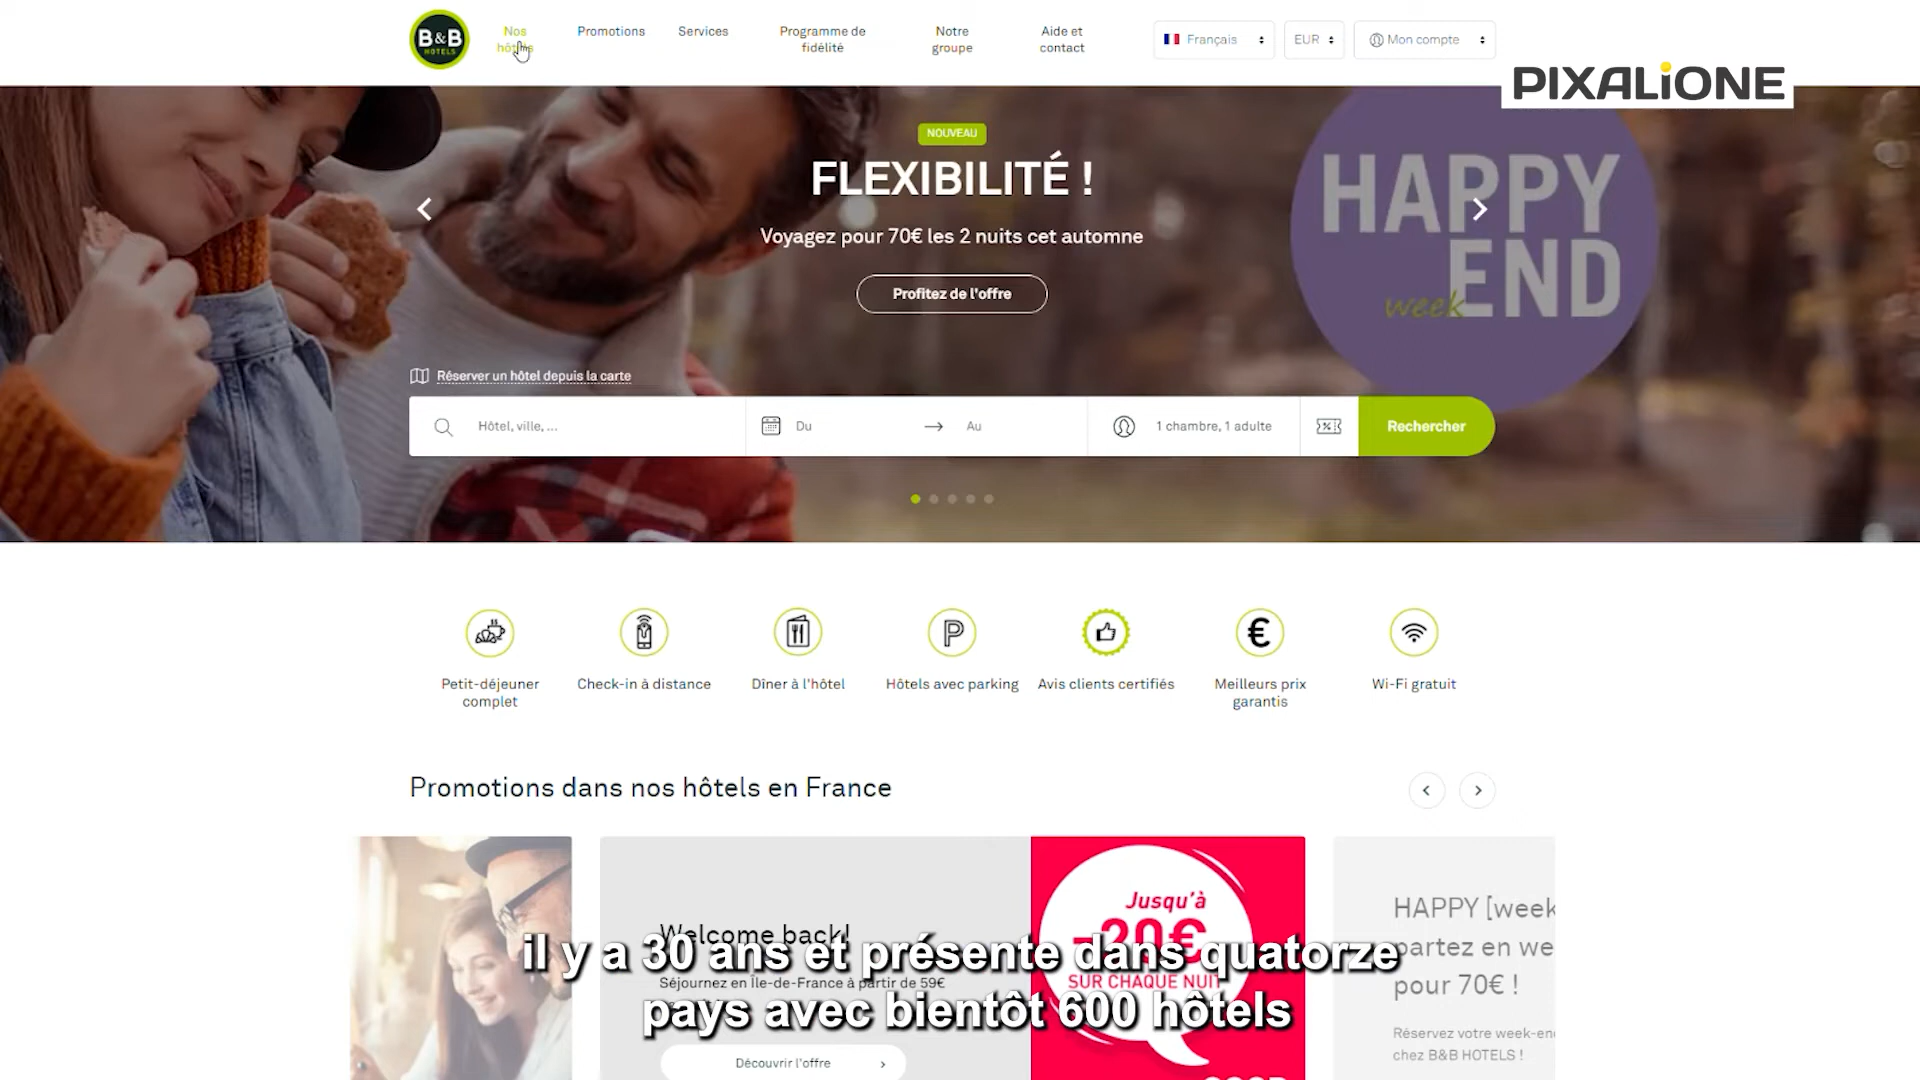 B&B
HOTELS
Nos
hôtels
Promotions
Services
Programme de
fidélité
Notre
groupe
Aide et
contact
Français
EUR
Mon compte
PIXALIONE
NOUVEAU
FLEXIBILITÉ !
Voyagez pour 70€ les 2 nuits cet automne
Profitez de l'offre
HAPPY
week END
Réserver un hôtel depuis la carte
Hôtel, ville, ...
Du
Au
1 chambre, 1 adulte
Rechercher
Petit-déjeuner
complet
Check-in à distance
Dîner à l'hôtel
Hôtels avec parking
Avis clients certifiés
Meilleurs prix
garantis
Wi-Fi gratuit
Promotions dans nos hôtels en France
Welcome back!
Séjournez en Île-de-France à partir de 59€
Découvrir l'offre
Jusqu'à
-20€
SUR CHAQUE NUIT
HAPPY [week
partez en we
pour 70€ !
Réservez votre week-en
chez B&B HOTELS !
il y a 30 ans et présente dans quatorze
pays avec bientôt 600 hôtels